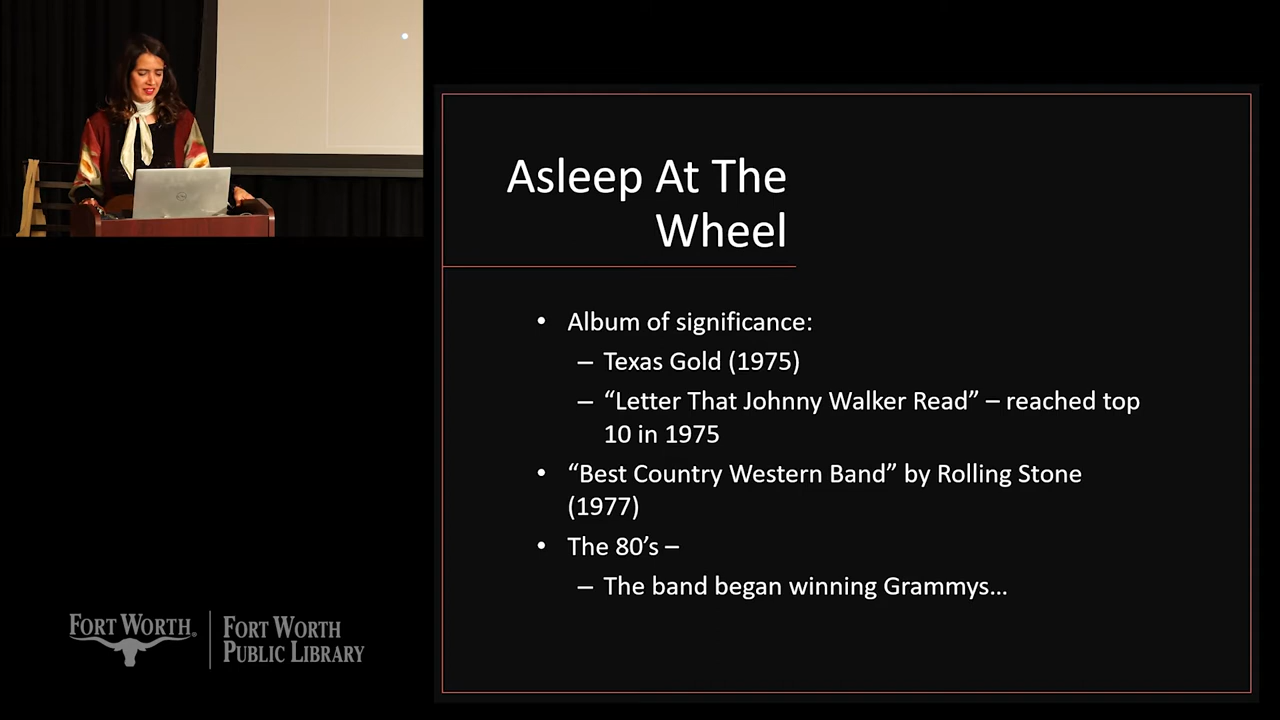 Asleep At The
Wheel
• Album of significance:
– Texas Gold (1975)
– “Letter That Johnny Walker Read” – reached top
10 in 1975
• “Best Country Western Band” by Rolling Stone
(1977)
• The 80’s –
– The band began winning Grammys…
FORT WORTH®
FORT WORTH
PUBLIC LIBRARY